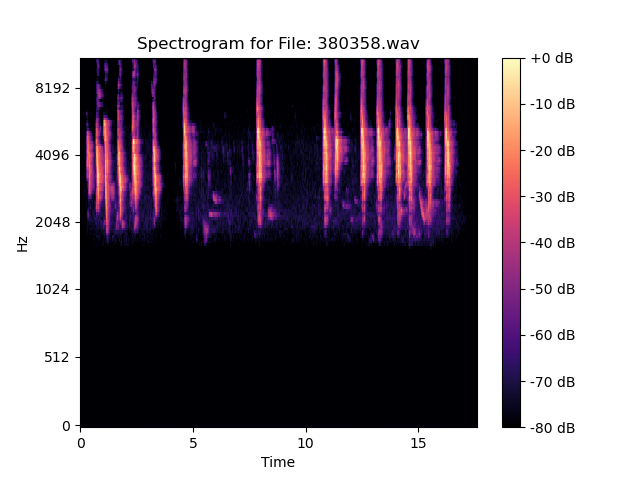 Spectrogram for File: 380358.wav
Hz
8192
4096
2048
1024
512
0
0 5 10 15
Time
+0 dB
-10 dB
-20 dB
-30 dB
-40 dB
-50 dB
-60 dB
-70 dB
-80 dB